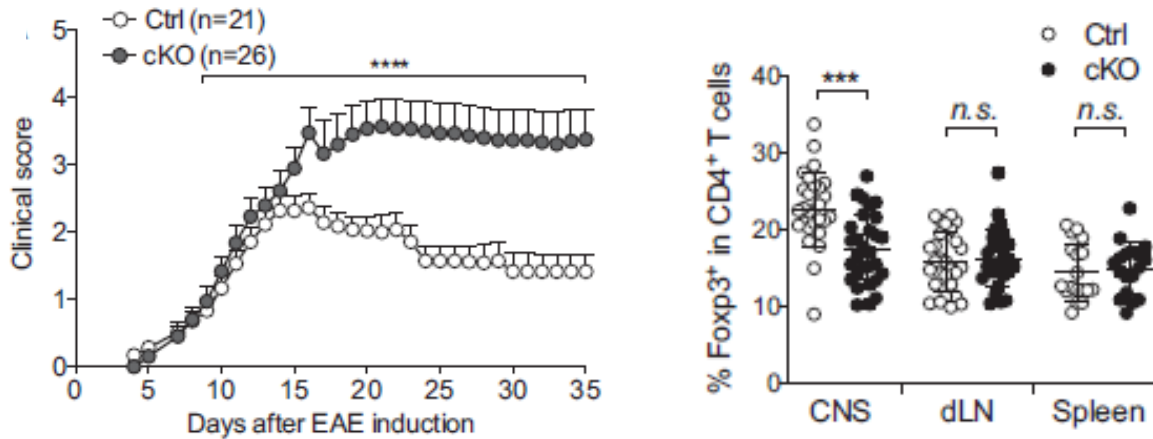 Ctrl (n=21)
cKO (n=26)
****
5
4
3
2
1
0
Clinical score
0 5 10 15 20 25 30 35
Days after EAE induction
Ctrl
cKO
40
30
20
10
0
% Foxp3⁺ in CD4⁺ T cells
***
n.s.
n.s.
CNS dLN Spleen